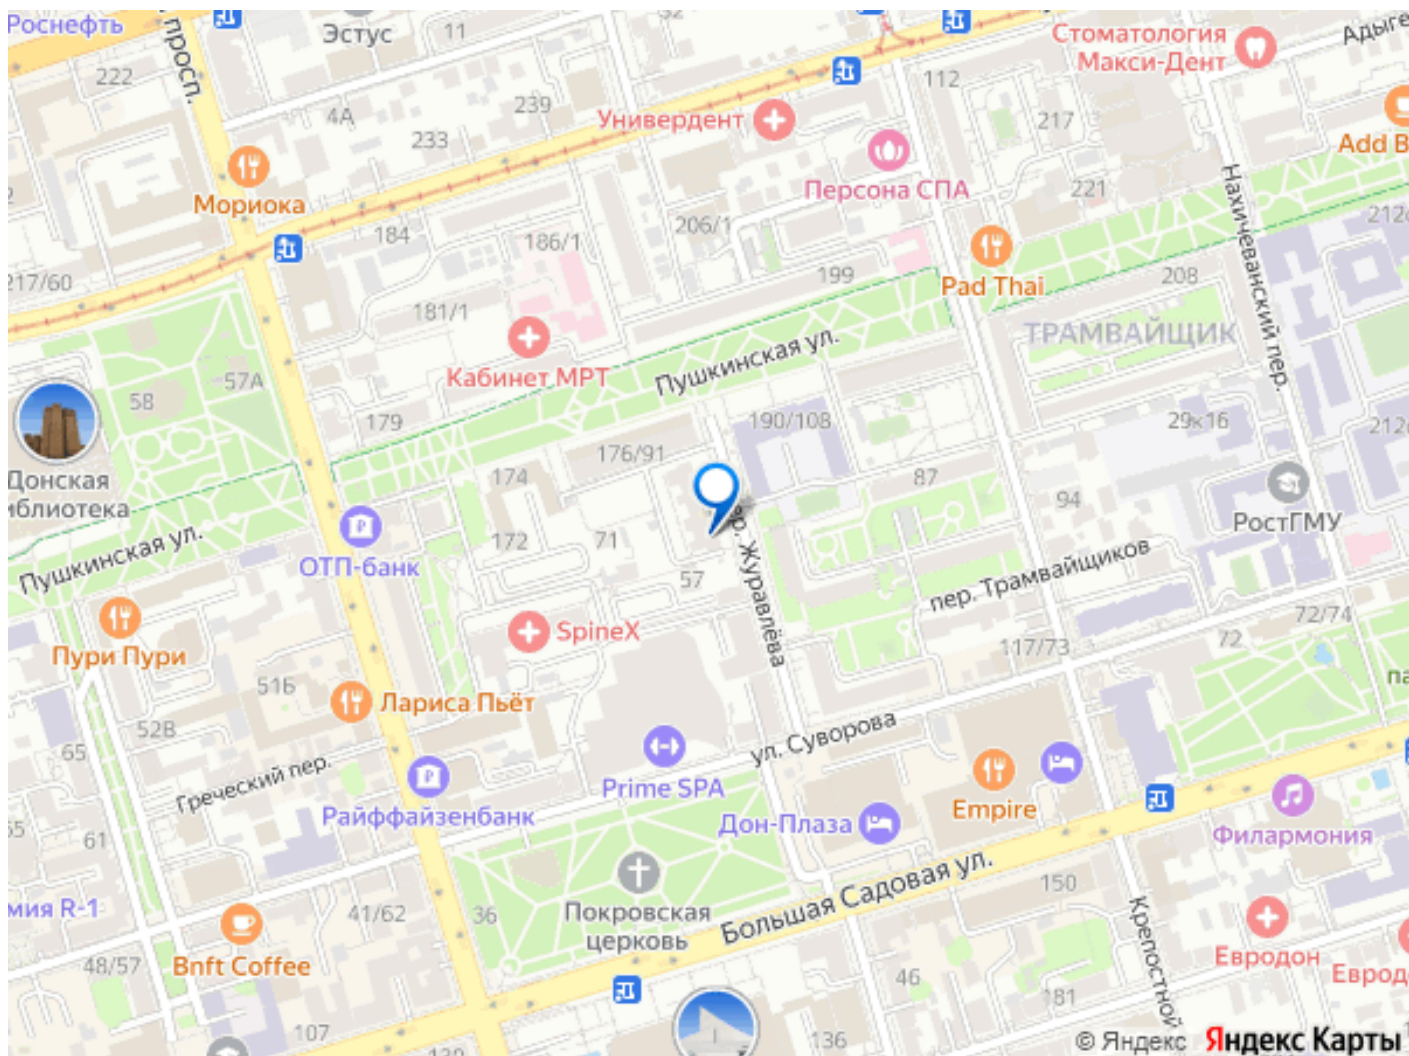 Роснефть
просп.
Эстус
11
222
4А
239
233
Универдент
112
Стоматология
Макси-Дент
217
Add B
Мориока
Персона СПА
221
Нахичеванский пер.
184
186/1
206/1
199
Pad Thai
208
217/60
181/1
ТРАМВАЙЩИК
Кабинет МРТ
Пушкинская ул.
57А
58
179
190/108
29к16
176/91
Донская
174
87
94
РостГМУ
Пушкинская ул.
ОТП-банк
172
71
57
пер. Журавлёва
пер. Трамвайщиков
72/74
SpineX
72
117/73
Пури Пури
51Б
Лариса Пьёт
52В
65
ул. Суворова
Греческий пер.
Prime SPA
Empire
Райффайзенбанк
Дон-Плаза
Филармония
61
Большая Садовая ул.
150
41/62
36
Покровская
церковь
Крепостной
Bnft Coffee
48/57
Евродон
46
181
107
136
© Яндекс Яндекс Карты